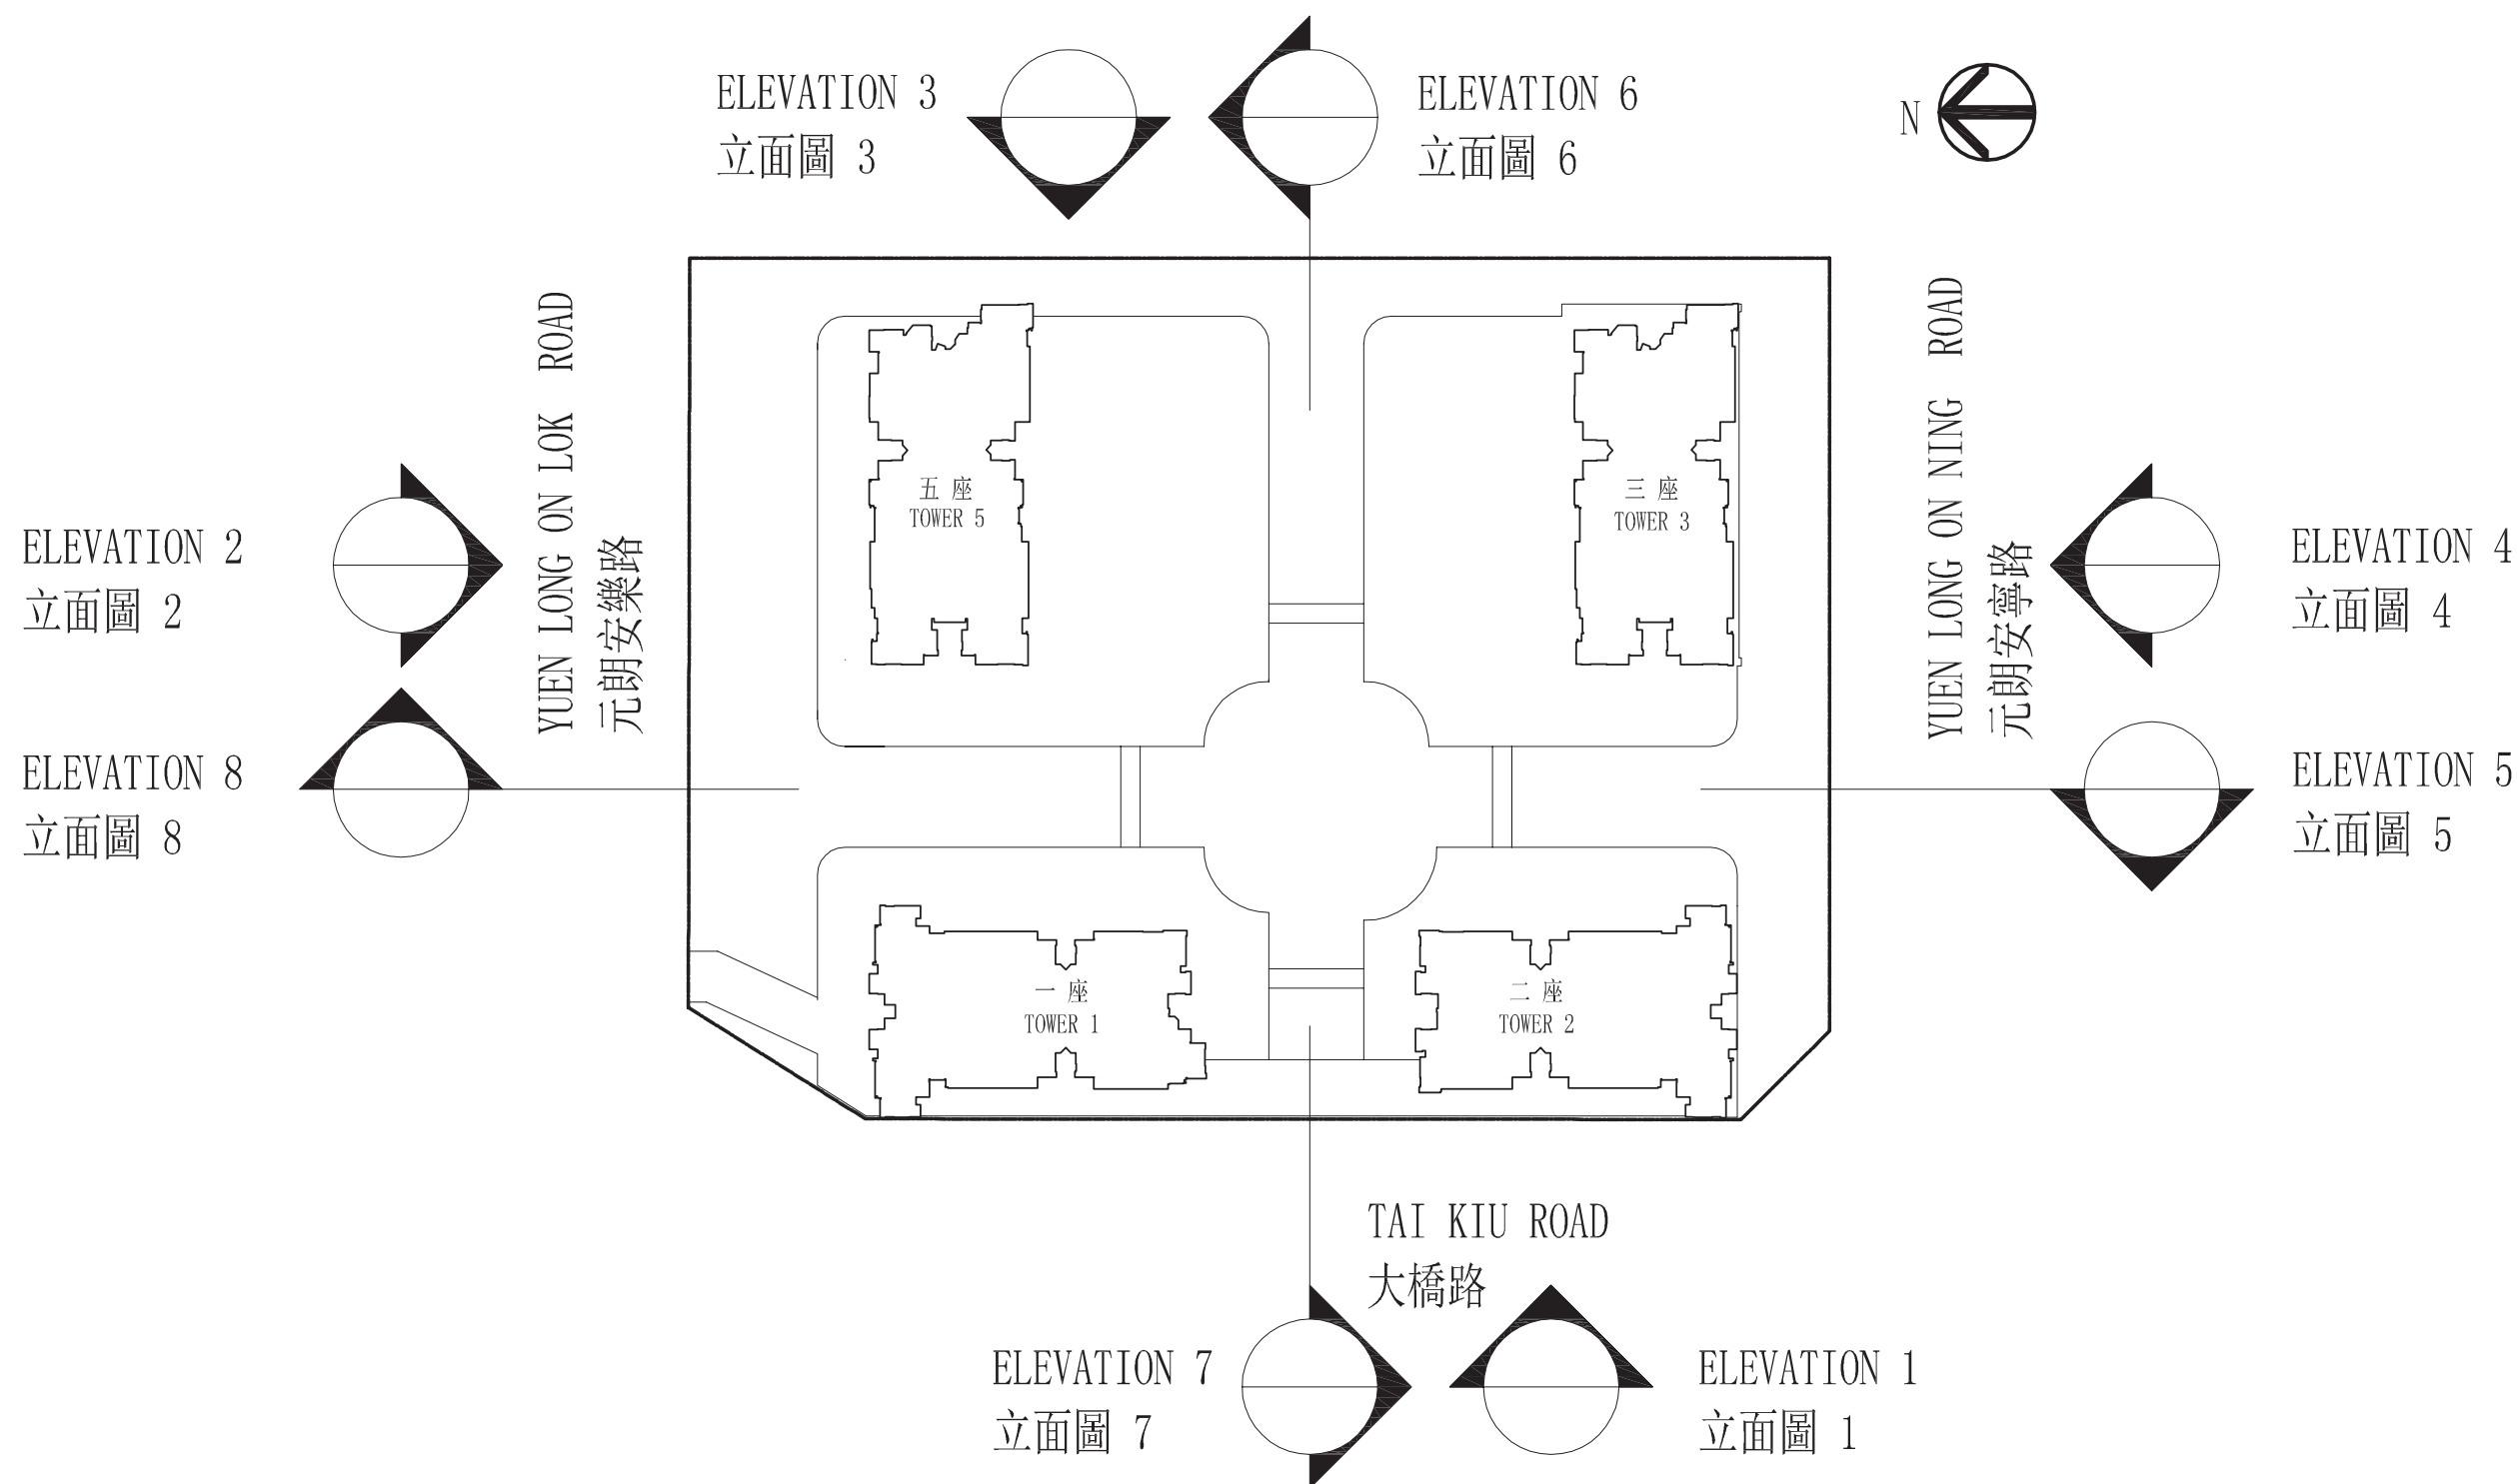 ELEVATION 3
立面圖 3
ELEVATION 6
立面圖 6
N
YUEN LONG ON LOK ROAD
元朗安樂路
YUEN LONG ON NING ROAD
元朗安寧路
五座
TOWER 5
三座
TOWER 3
ELEVATION 2
立面圖 2
ELEVATION 4
立面圖 4
ELEVATION 8
立面圖 8
ELEVATION 5
立面圖 5
一座
TOWER 1
二座
TOWER 2
TAI KIU ROAD
大橋路
ELEVATION 7
立面圖 7
ELEVATION 1
立面圖 1